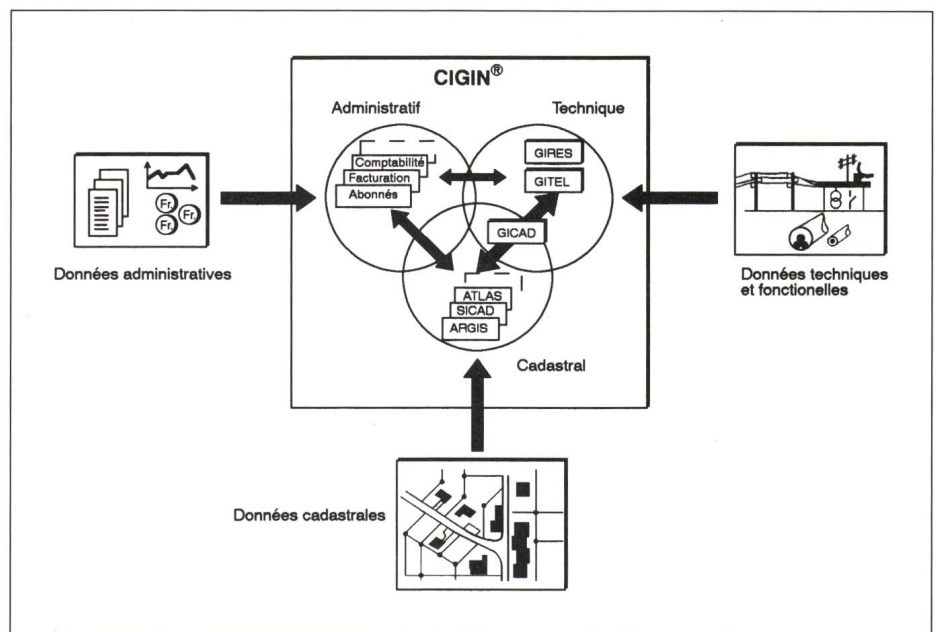 CIGIN®
Administratif
Technique
Comptabilité
Facturation
Abonnés
GIRES
GITEL
GICAD
ATLAS
SICAD
ARGIS
Cadastral
Fr.
Fr.
Fr.
Données administratives
Données techniques
et fonctionelles
Données cadastrales